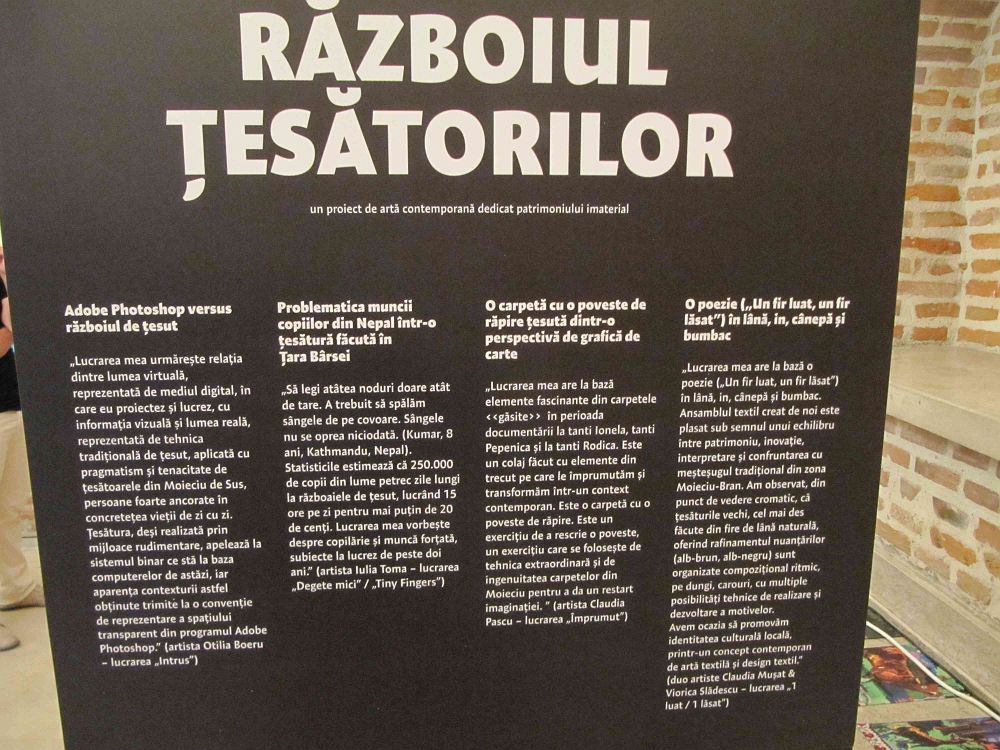 RĂZBOIUL
ȚESĂTORILOR
un proiect de artă contemporană dedicat patrimoniului imaterial
Adobe Photoshop versus
războiul de țesut
„Lucrarea mea urmărește relația
dintre lumea virtuală,
reprezentată de mediul digital, în
care eu proiectez și lucrez, cu
informația vizuală și lumea reală,
reprezentată de tehnica
tradițională de țesut, aplicată cu
pragmatism și tenacitate de
țesătoarele din Moieciu de Sus,
persoane foarte ancorate în
concretețea vieții de zi cu zi.
Țesătura, deși realizată prin
mijloace rudimentare, apelează la
sistemul binar ce stă la baza
computerelor de astăzi, iar
aparența contexturii astfel
obținute trimite la o convenție
de reprezentare a spațiului
transparent din programul Adobe
Photoshop.” (artista Otilia Boeru
– lucrarea „Intrus”)
Problematica muncii
copiilor din Nepal într-o
țesătură făcută în
Țara Bârsei
„Să legi atâtea noduri doare atât
de tare. A trebuit să spălăm
sângele de pe covoare. Sângele
nu se oprea niciodată. (Kumar, 8
ani, Kathmandu, Nepal).
Statisticile estimează că 250.000
de copii din lume petrec zile lungi
la războaiele de țesut, lucrând 15
ore pe zi pentru mai puțin de 20
de cenți. Lucrarea mea vorbește
despre copilărie și muncă forțată,
subiecte la lucrez de peste doi
ani.” (artista Iulia Toma – lucrarea
„Degete mici” / „Tiny Fingers”)
O carpetă cu o poveste de
răpire țesută dintr-o
perspectivă de grafică de
carte
„Lucrarea mea are la bază
elemente fascinante din carpetele
<<găsite>> în perioada
documentării la tanti Ionela, tanti
Pepenica și la tanti Rodica. Este
un colaj făcut cu elemente din
trecut pe care le împrumutăm și
transformăm într-un context
contemporan. Este o carpetă cu o
poveste de răpire. Este un
exercițiu de a rescrie o poveste,
un exercițiu care se folosește de
tehnica extraordinară și de
ingenuitatea carpetelor din
Moieciu pentru a da un restart
imaginației. ” (artista Claudia
Pascu – lucrarea „Împrumut”)
O poezie („Un fir luat, un fir
lăsat”) în lână, in, cânepă și
bumbac
„Lucrarea mea are la bază o
poezie („Un fir luat, un fir lăsat”)
în lână, in, cânepă și bumbac.
Ansamblul textil creat de noi este
plasat sub semnul unui echilibru
între patrimoniu, inovație,
interpretare și confruntarea cu
meșteșugul tradițional din zona
Moieciu-Bran. Am observat, din
punct de vedere cromatic, că
țesăturile vechi, cel mai des
făcute din fire de lână naturală,
oferind rafinamentul nuanțărilor
(alb-brun, alb-negru) sunt
organizate compozițional ritmic,
pe dungi, carouri, cu multiple
posibilități tehnice de realizare și
dezvoltare a motivelor.
Avem ocazia să promovăm
identitatea culturală locală,
printr-un concept contemporan
de artă textilă și design textil.”
(duo artiste Claudia Mușat &
Viorica Slădescu – lucrarea „1
luat / 1 lăsat”)